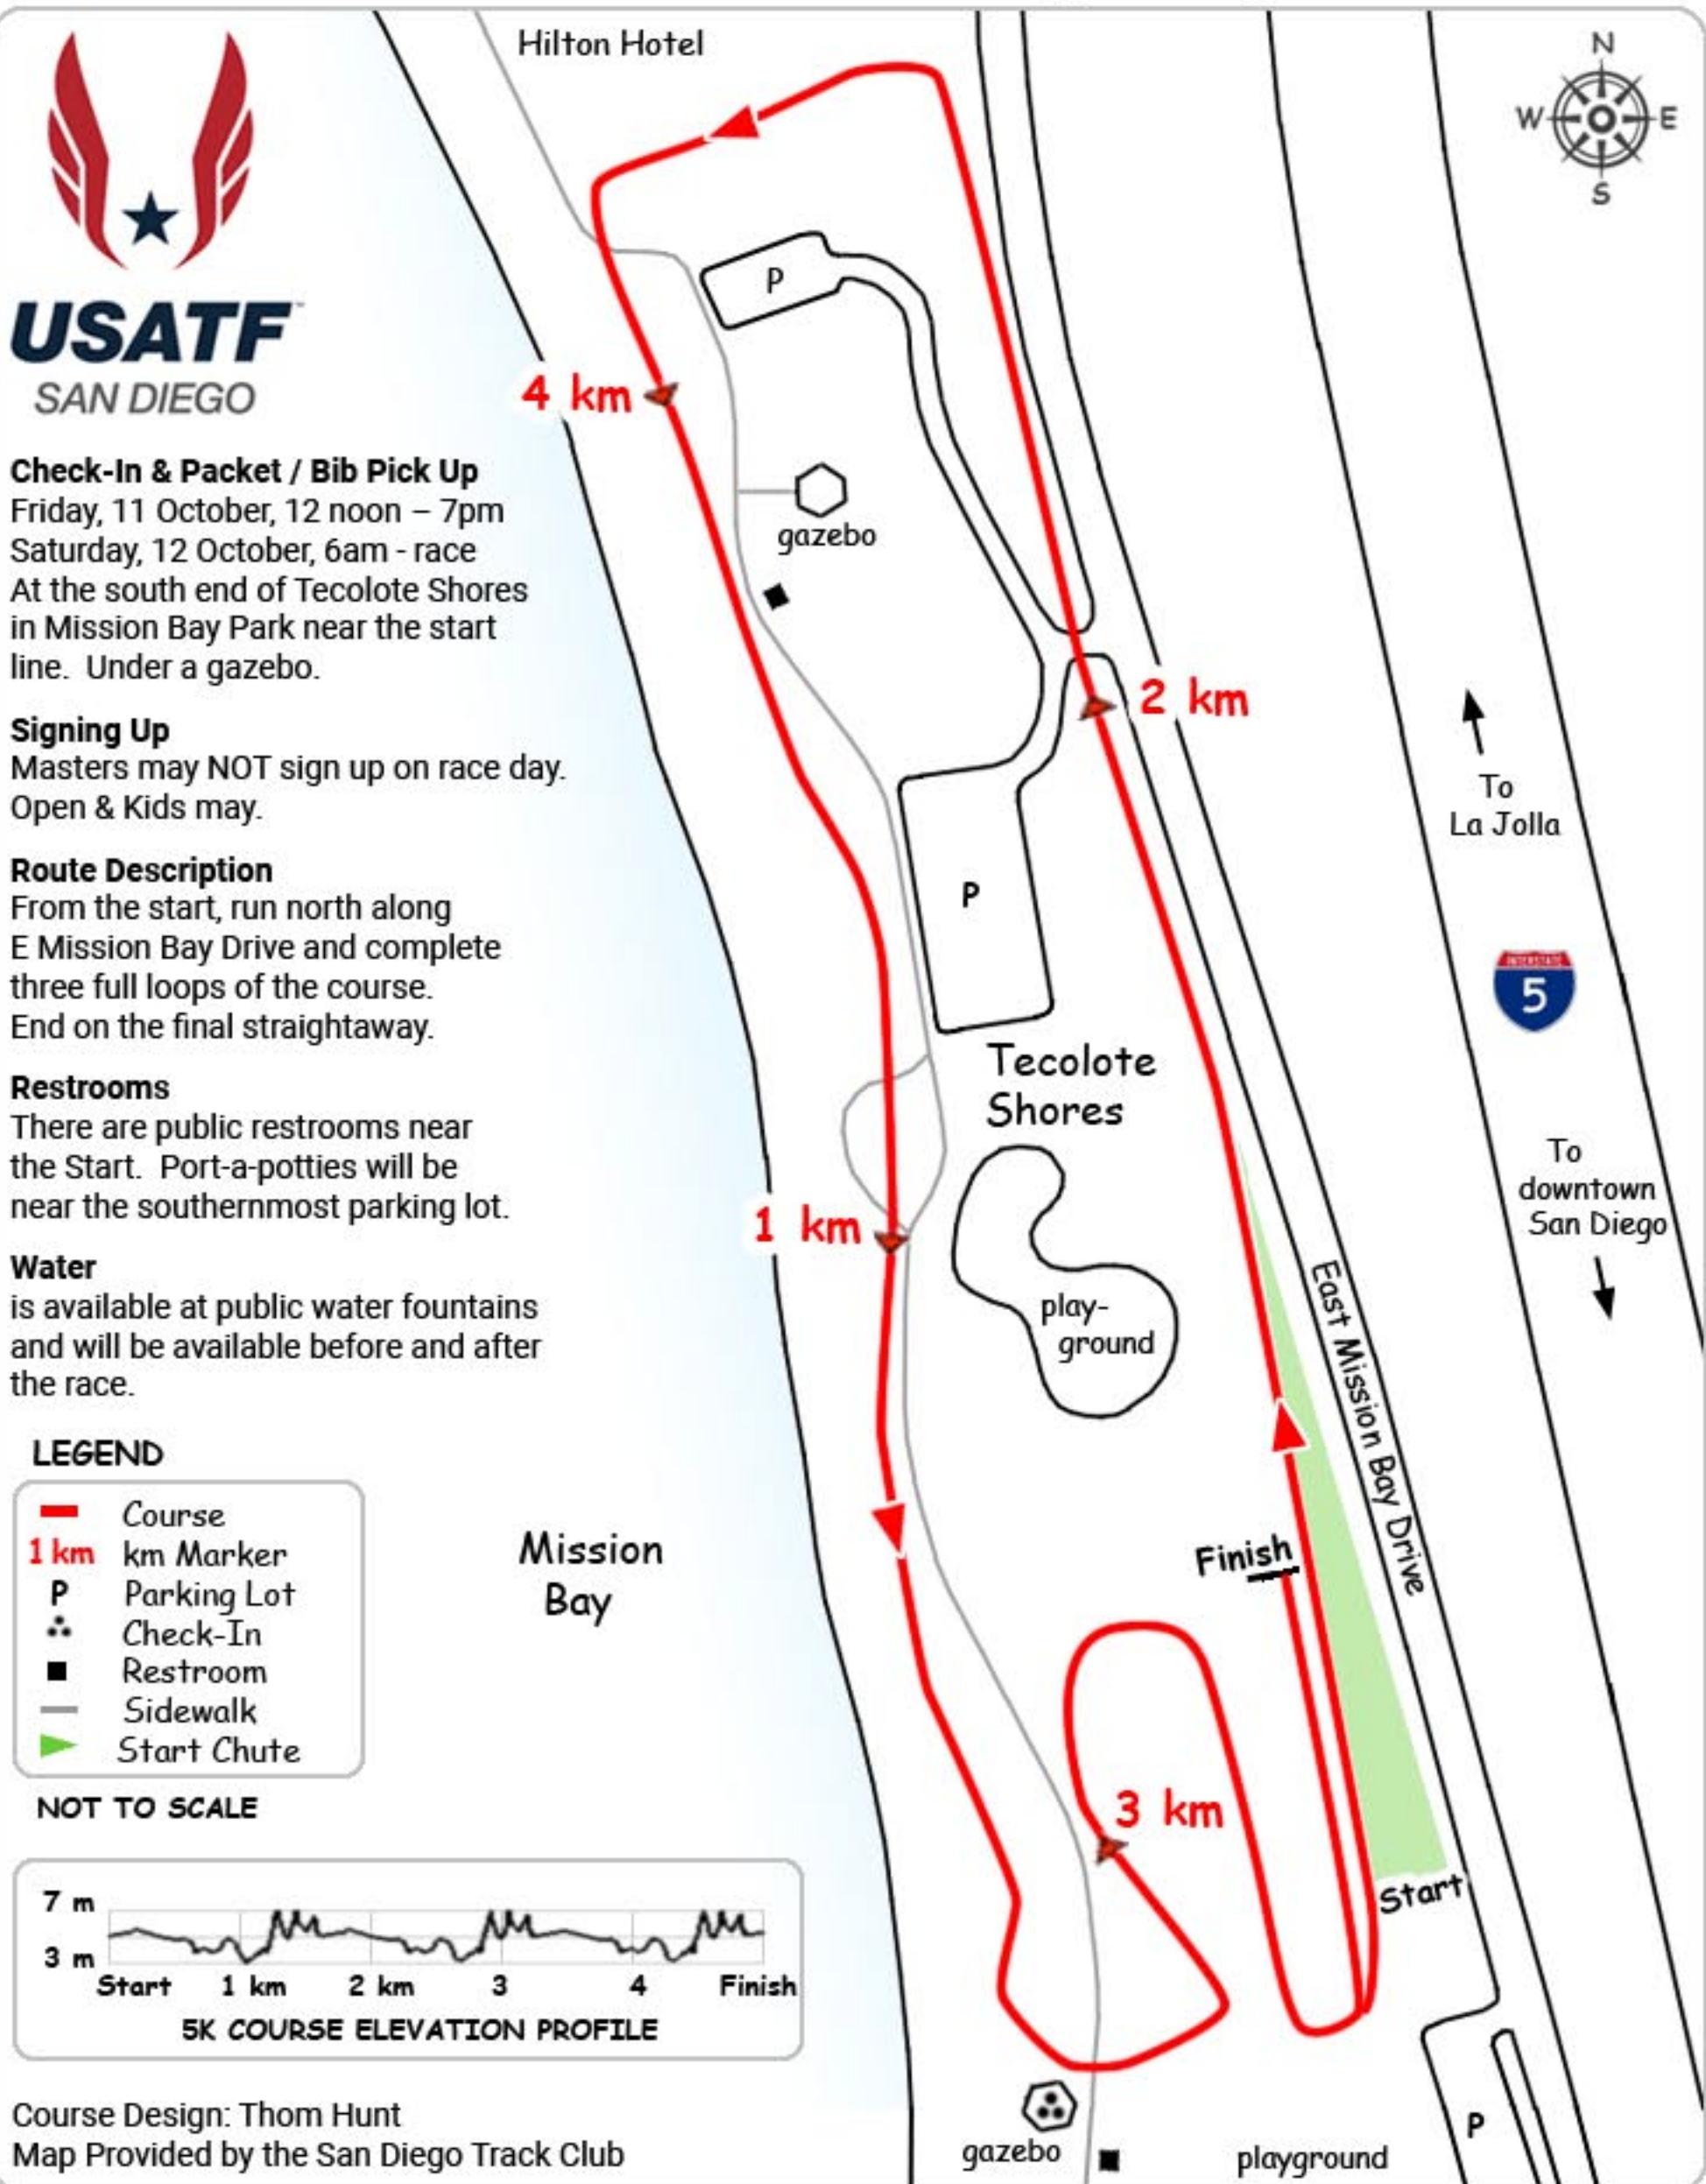 USATF
SAN DIEGO
Check-In & Packet / Bib Pick Up
Friday, 11 October, 12 noon – 7pm
Saturday, 12 October, 6am - race
At the south end of Tecolote Shores
in Mission Bay Park near the start
line. Under a gazebo.
Signing Up
Masters may NOT sign up on race day.
Open & Kids may.
Route Description
From the start, run north along
E Mission Bay Drive and complete
three full loops of the course.
End on the final straightaway.
Restrooms
There are public restrooms near
the Start. Port-a-potties will be
near the southernmost parking lot.
Water
is available at public water fountains
and will be available before and after
the race.
LEGEND
Course
1 km km Marker
P Parking Lot
Check-In
Restroom
Sidewalk
Start Chute
NOT TO SCALE
7 m
3 m
Start 1 km 2 km 3 4 Finish
5K COURSE ELEVATION PROFILE
Course Design: Thom Hunt
Map Provided by the San Diego Track Club
Hilton Hotel
N
W E
S
P
4 km
gazebo
2 km
To
La Jolla
P
INTERSTATE
5
Tecolote
Shores
To
downtown
San Diego
1 km
play-
ground
East Mission Bay Drive
Mission
Bay
Finish
3 km
Start
gazebo
playground
P